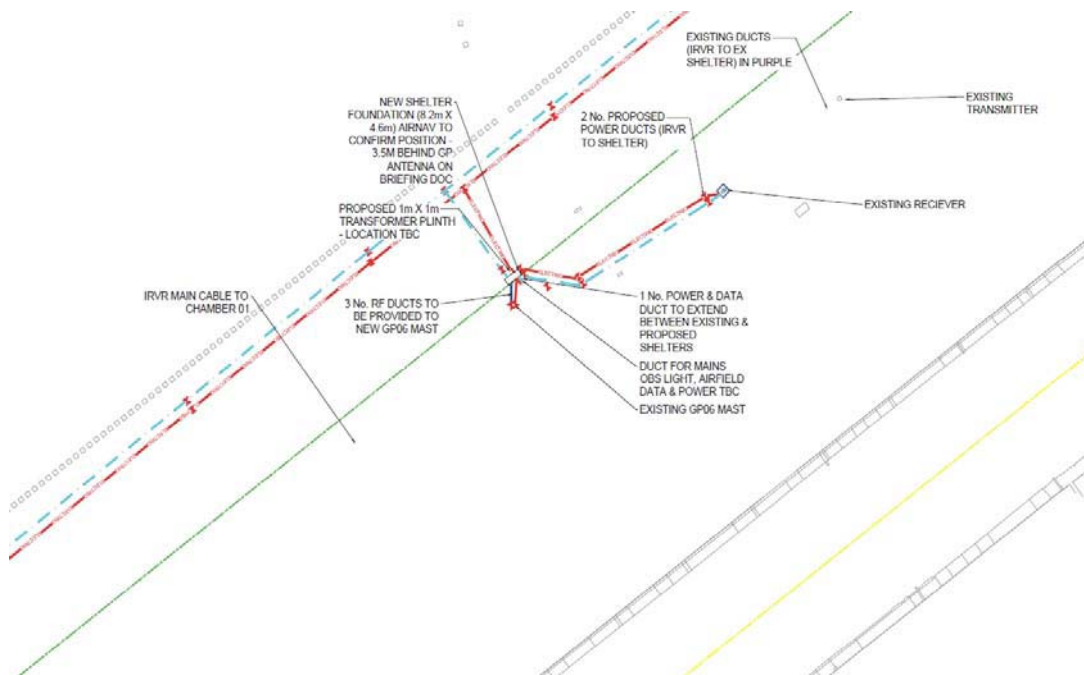 EXISTING DUCTS
(IRVR TO EX
SHELTER) IN PURPLE
EXISTING
TRANSMITTER
NEW SHELTER
FOUNDATION (8.2m X
4.6m) AIRNAV TO
CONFIRM POSITION -
3.5M BEHIND GP
ANTENNA ON
BRIEFING DOC
2 No. PROPOSED
POWER DUCTS (IRVR
TO SHELTER)
EXISTING RECIEVER
PROPOSED 1m X 1m
TRANSFORMER PLINTH
- LOCATION TBC
IRVR MAIN CABLE TO
CHAMBER 01
3 No. RF DUCTS TO
BE PROVIDED TO
NEW GP06 MAST
1 No. POWER & DATA
DUCT TO EXTEND
BETWEEN EXISTING &
PROPOSED
SHELTERS
DUCT FOR MAINS
OBS LIGHT, AIRFIELD
DATA & POWER TBC
EXISTING GP06 MAST